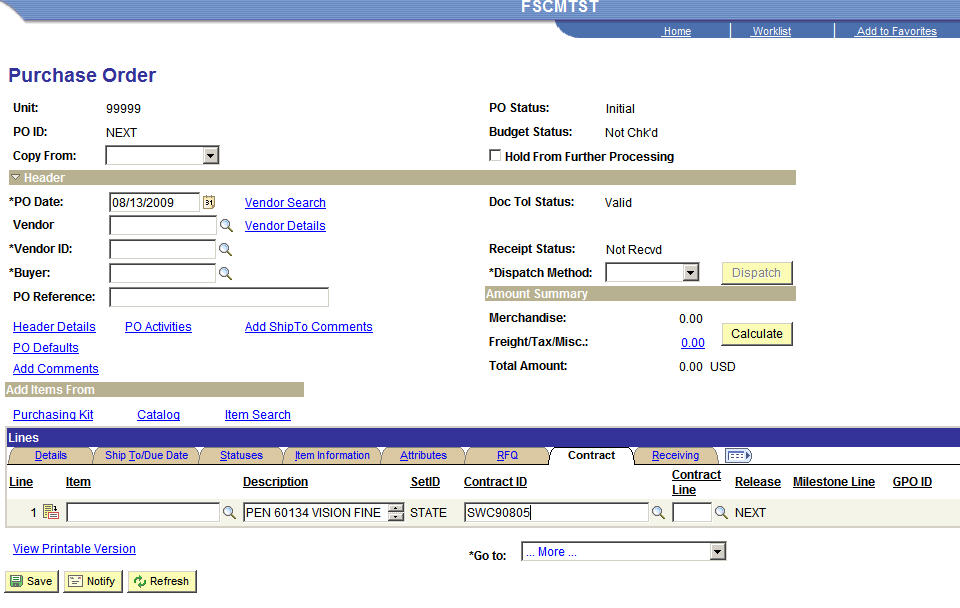 FSCMTST
Home Worklist Add to Favorites
Purchase Order
Unit: 99999 PO Status: Initial
PO ID: NEXT Budget Status: Not Chk'd
Copy From: Hold From Further Processing
Header
*PO Date: 08/13/2009 31 Vendor Search Doc Tol Status: Valid
Vendor Vendor Details
*Vendor ID: Receipt Status: Not Recvd
*Buyer: *Dispatch Method: Dispatch
PO Reference: Amount Summary
Merchandise: 0.00
Header Details PO Activities Add ShipTo Comments
Freight/Tax/Misc.: 0.00 Calculate
PO Defaults
Add Comments Total Amount: 0.00 USD
Add Items From
Purchasing Kit Catalog Item Search
Lines
Details Ship To/Due Date Statuses Item Information Attributes RFQ Contract Receiving
Line Item Description SetID Contract ID Contract Line Release Milestone Line GPO ID
1 PEN 60134 VISION FINE STATE SWC90805 NEXT
View Printable Version *Go to: ... More ...
Save Notify Refresh